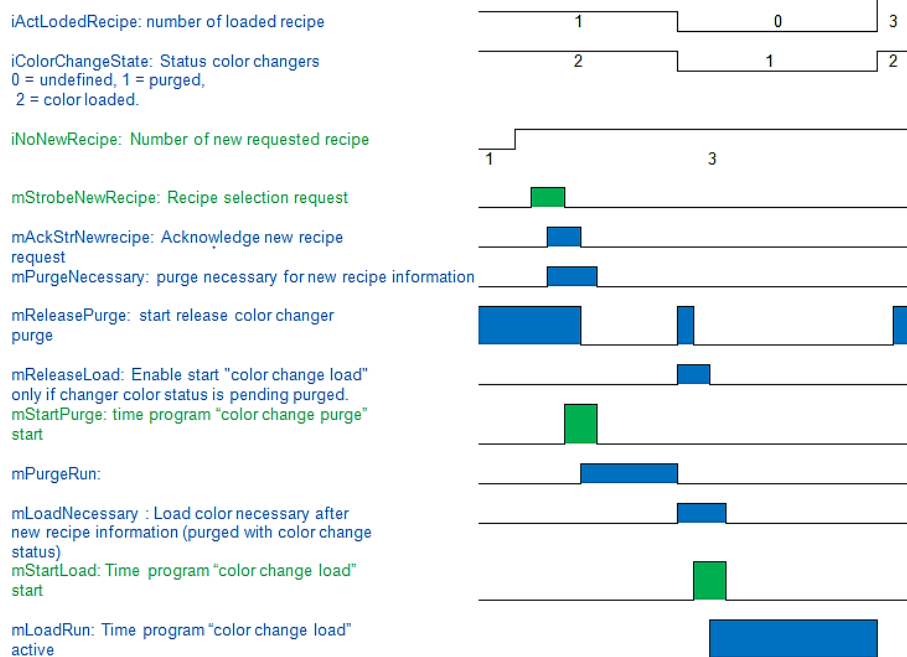 iActLodedRecipe: number of loaded recipe
1
0
3
iColorChangeState: Status color changers
0 = undefined, 1 = purged,
2 = color loaded.
2
1
2
iNoNewRecipe: Number of new requested recipe
1
3
mStrobeNewRecipe: Recipe selection request
mAckStrNewrecipe: Acknowledge new recipe
request
mPurgeNecessary: purge necessary for new recipe information
mReleasePurge: start release color changer
purge
mReleaseLoad: Enable start "color change load"
only if changer color status is pending purged.
mStartPurge: time program “color change purge”
start
mPurgeRun:
mLoadNecessary : Load color necessary after
new recipe information (purged with color change
status)
mStartLoad: Time program “color change load”
start
mLoadRun: Time program “color change load”
active